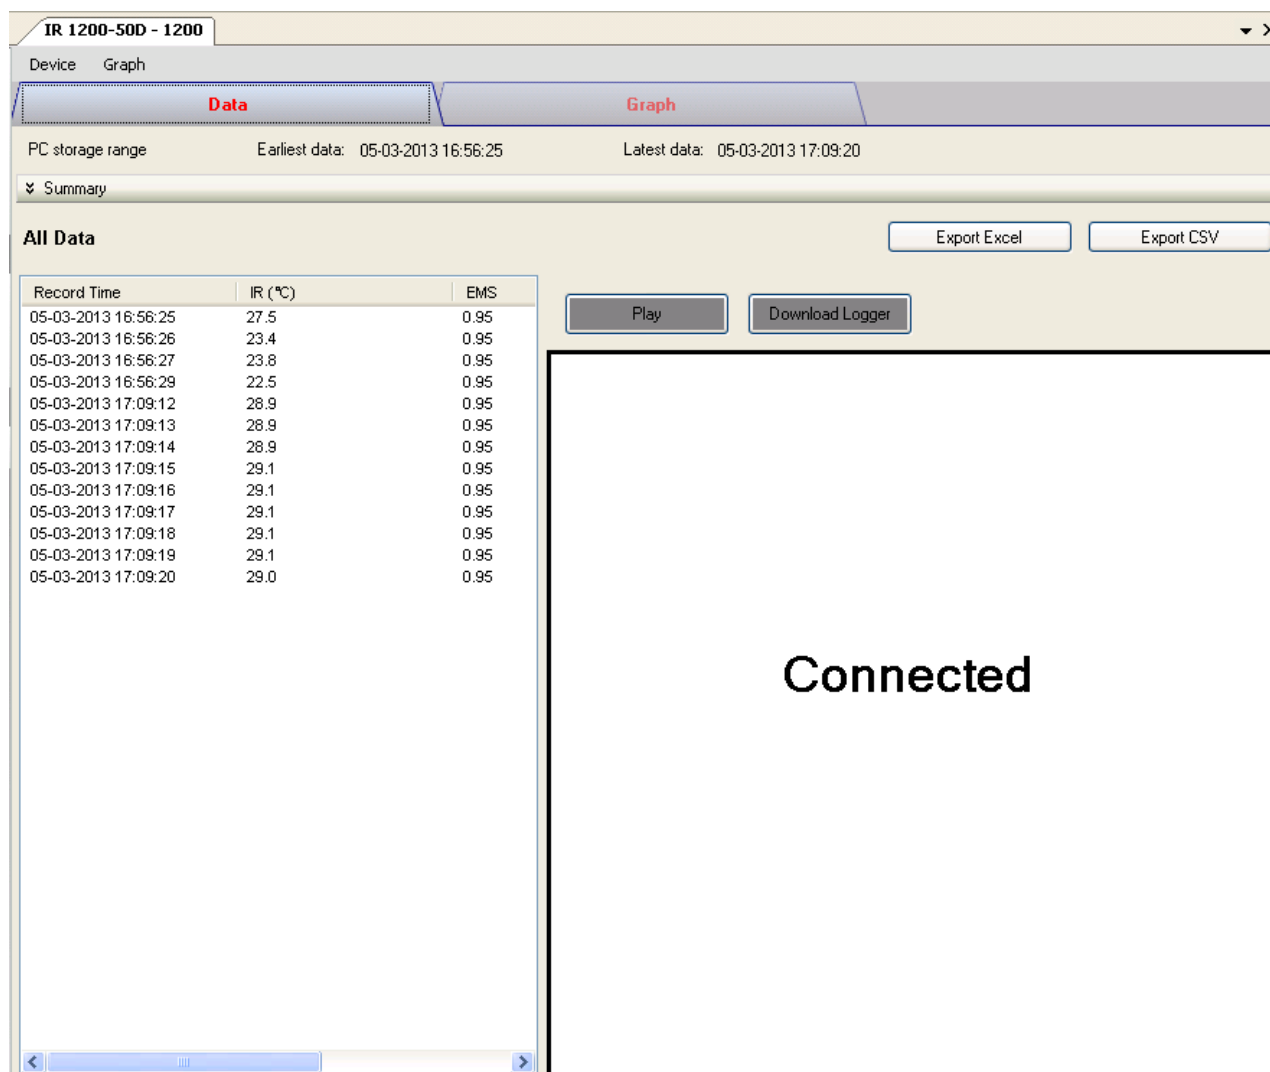 IR 1200-50D - 1200
Device Graph
Data Graph
PC storage range Earliest data: 05-03-2013 16:56:25 Latest data: 05-03-2013 17:09:20
Summary
All Data Export Excel Export CSV
Record Time IR (℃) EMS
Play Download Logger
05-03-2013 16:56:25 27.5 0.95
05-03-2013 16:56:26 23.4 0.95
05-03-2013 16:56:27 23.8 0.95
05-03-2013 16:56:29 22.5 0.95
05-03-2013 17:09:12 28.9 0.95
05-03-2013 17:09:13 28.9 0.95
05-03-2013 17:09:14 28.9 0.95
05-03-2013 17:09:15 29.1 0.95
05-03-2013 17:09:16 29.1 0.95
05-03-2013 17:09:17 29.1 0.95
05-03-2013 17:09:18 29.1 0.95
05-03-2013 17:09:19 29.1 0.95
05-03-2013 17:09:20 29.0 0.95
Connected